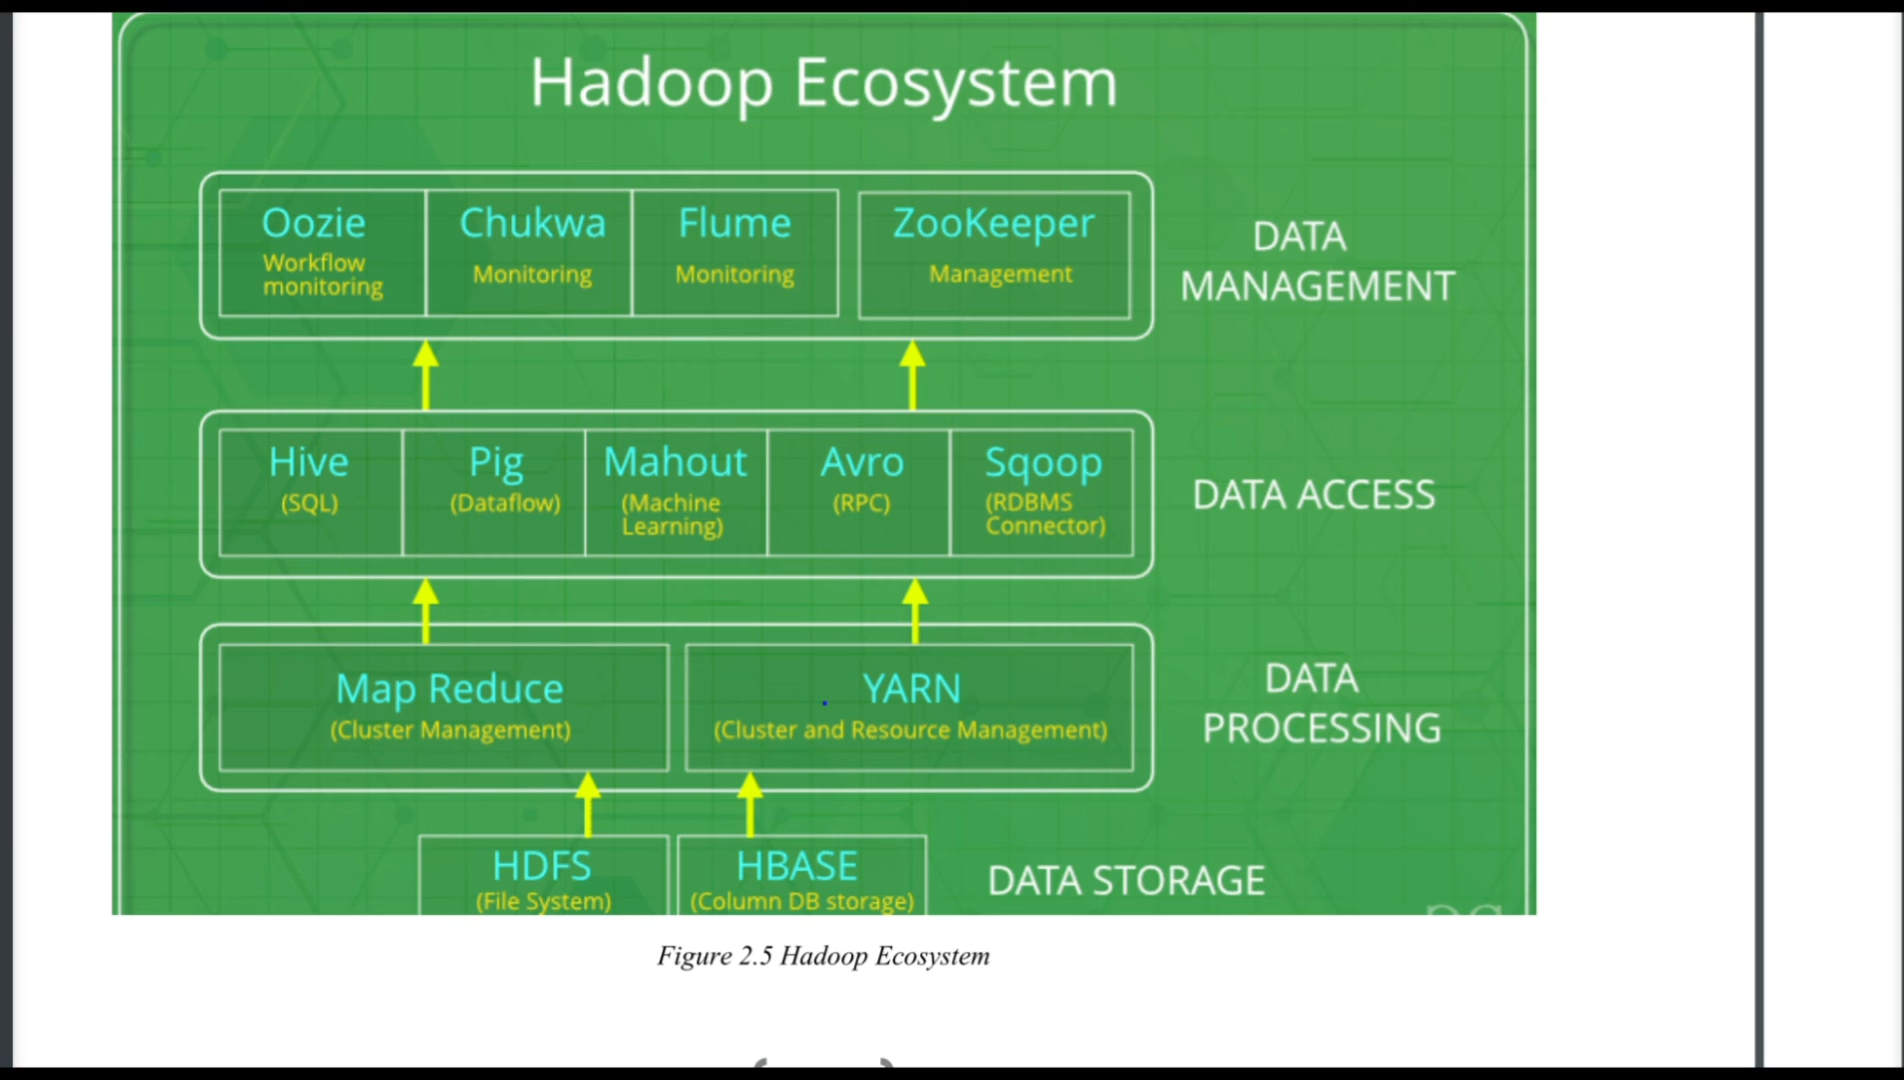 Hadoop Ecosystem
Oozie
Workflow
monitoring
Chukwa
Monitoring
Flume
Monitoring
ZooKeeper
Management
DATA
MANAGEMENT
Hive
(SQL)
Pig
(Dataflow)
Mahout
(Machine
Learning)
Avro
(RPC)
Sqoop
(RDBMS
Connector)
DATA ACCESS
Map Reduce
(Cluster Management)
YARN
(Cluster and Resource Management)
DATA
PROCESSING
HDFS
(File System)
HBASE
(Column DB storage)
DATA STORAGE
Figure 2.5 Hadoop Ecosystem